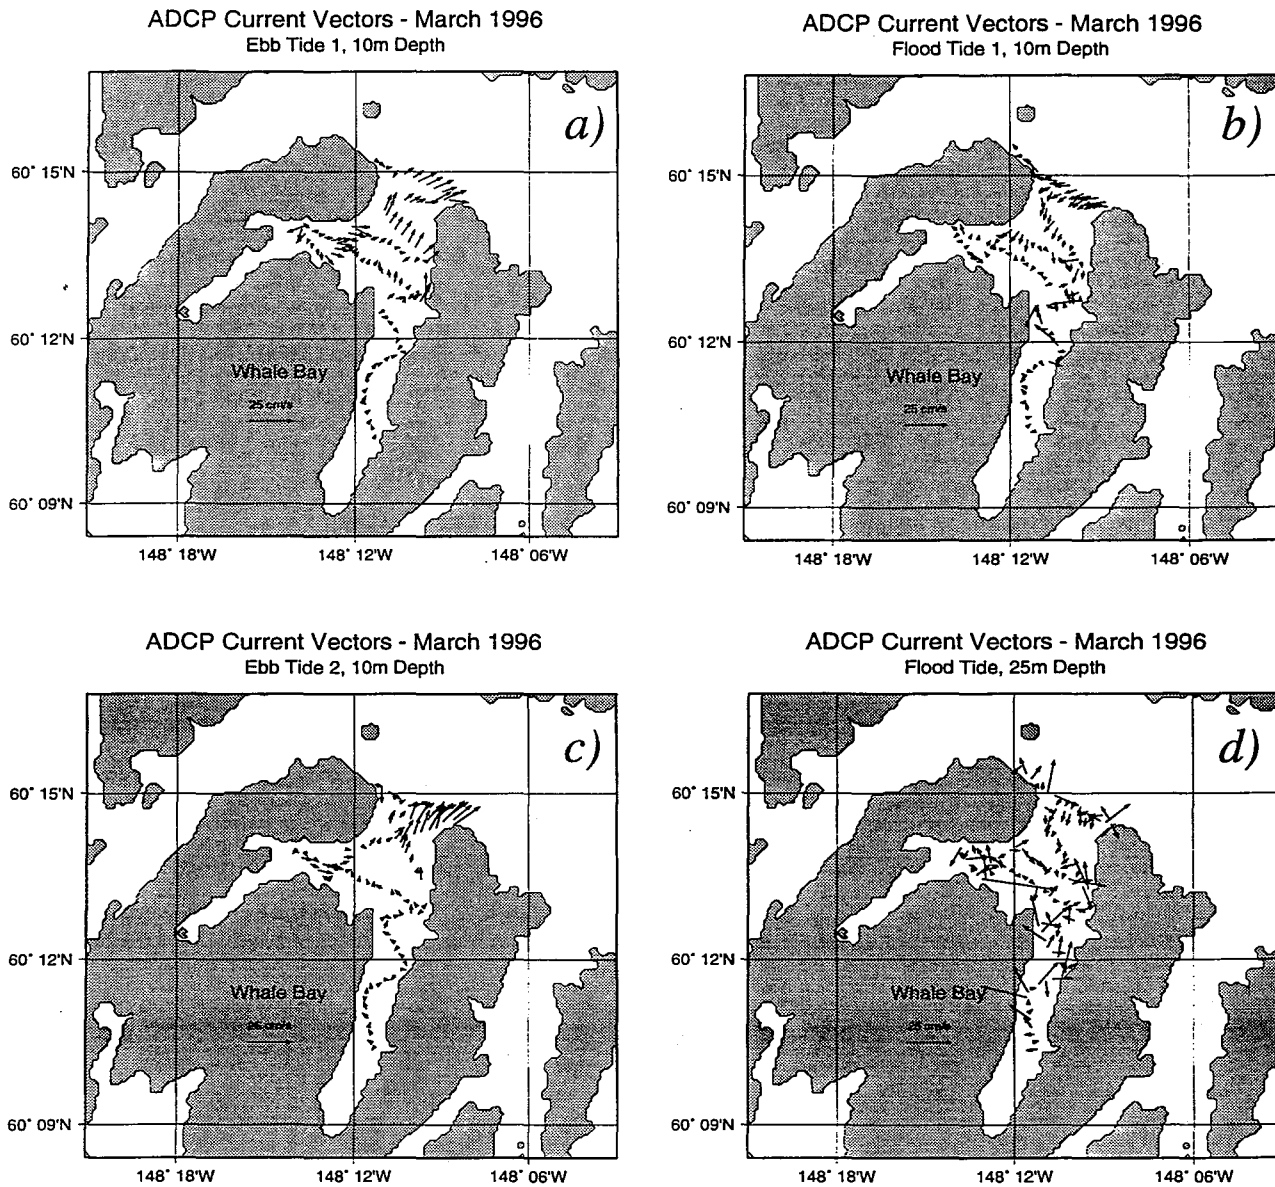 ADCP Current Vectors - March 1996
Ebb Tide 1, 10m Depth
a)
60° 15'N
60° 12'N
60° 09'N
Whale Bay
25 cm/s
148° 18'W
148° 12'W
148° 06'W
ADCP Current Vectors - March 1996
Flood Tide 1, 10m Depth
b)
60° 15'N
60° 12'N
60° 09'N
Whale Bay
25 cm/s
148° 18'W
148° 12'W
148° 06'W
ADCP Current Vectors - March 1996
Ebb Tide 2, 10m Depth
c)
60° 15'N
60° 12'N
60° 09'N
Whale Bay
25 cm/s
148° 18'W
148° 12'W
148° 06'W
ADCP Current Vectors - March 1996
Flood Tide, 25m Depth
d)
60° 15'N
60° 12'N
60° 09'N
Whale Bay
25 cm/s
148° 18'W
148° 12'W
148° 06'W